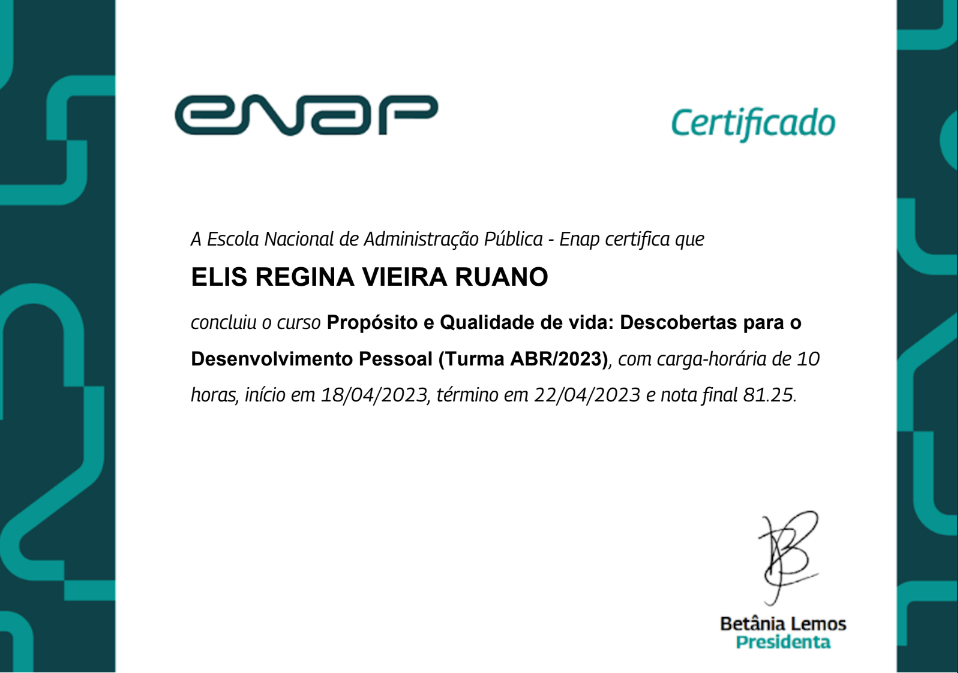 enap
Certificado
A Escola Nacional de Administração Pública - Enap certifica que
ELIS REGINA VIEIRA RUANO
concluiu o curso Propósito e Qualidade de vida: Descobertas para o
Desenvolvimento Pessoal (Turma ABR/2023), com carga-horária de 10
horas, início em 18/04/2023, término em 22/04/2023 e nota final 81.25.
Betânia Lemos
Presidenta